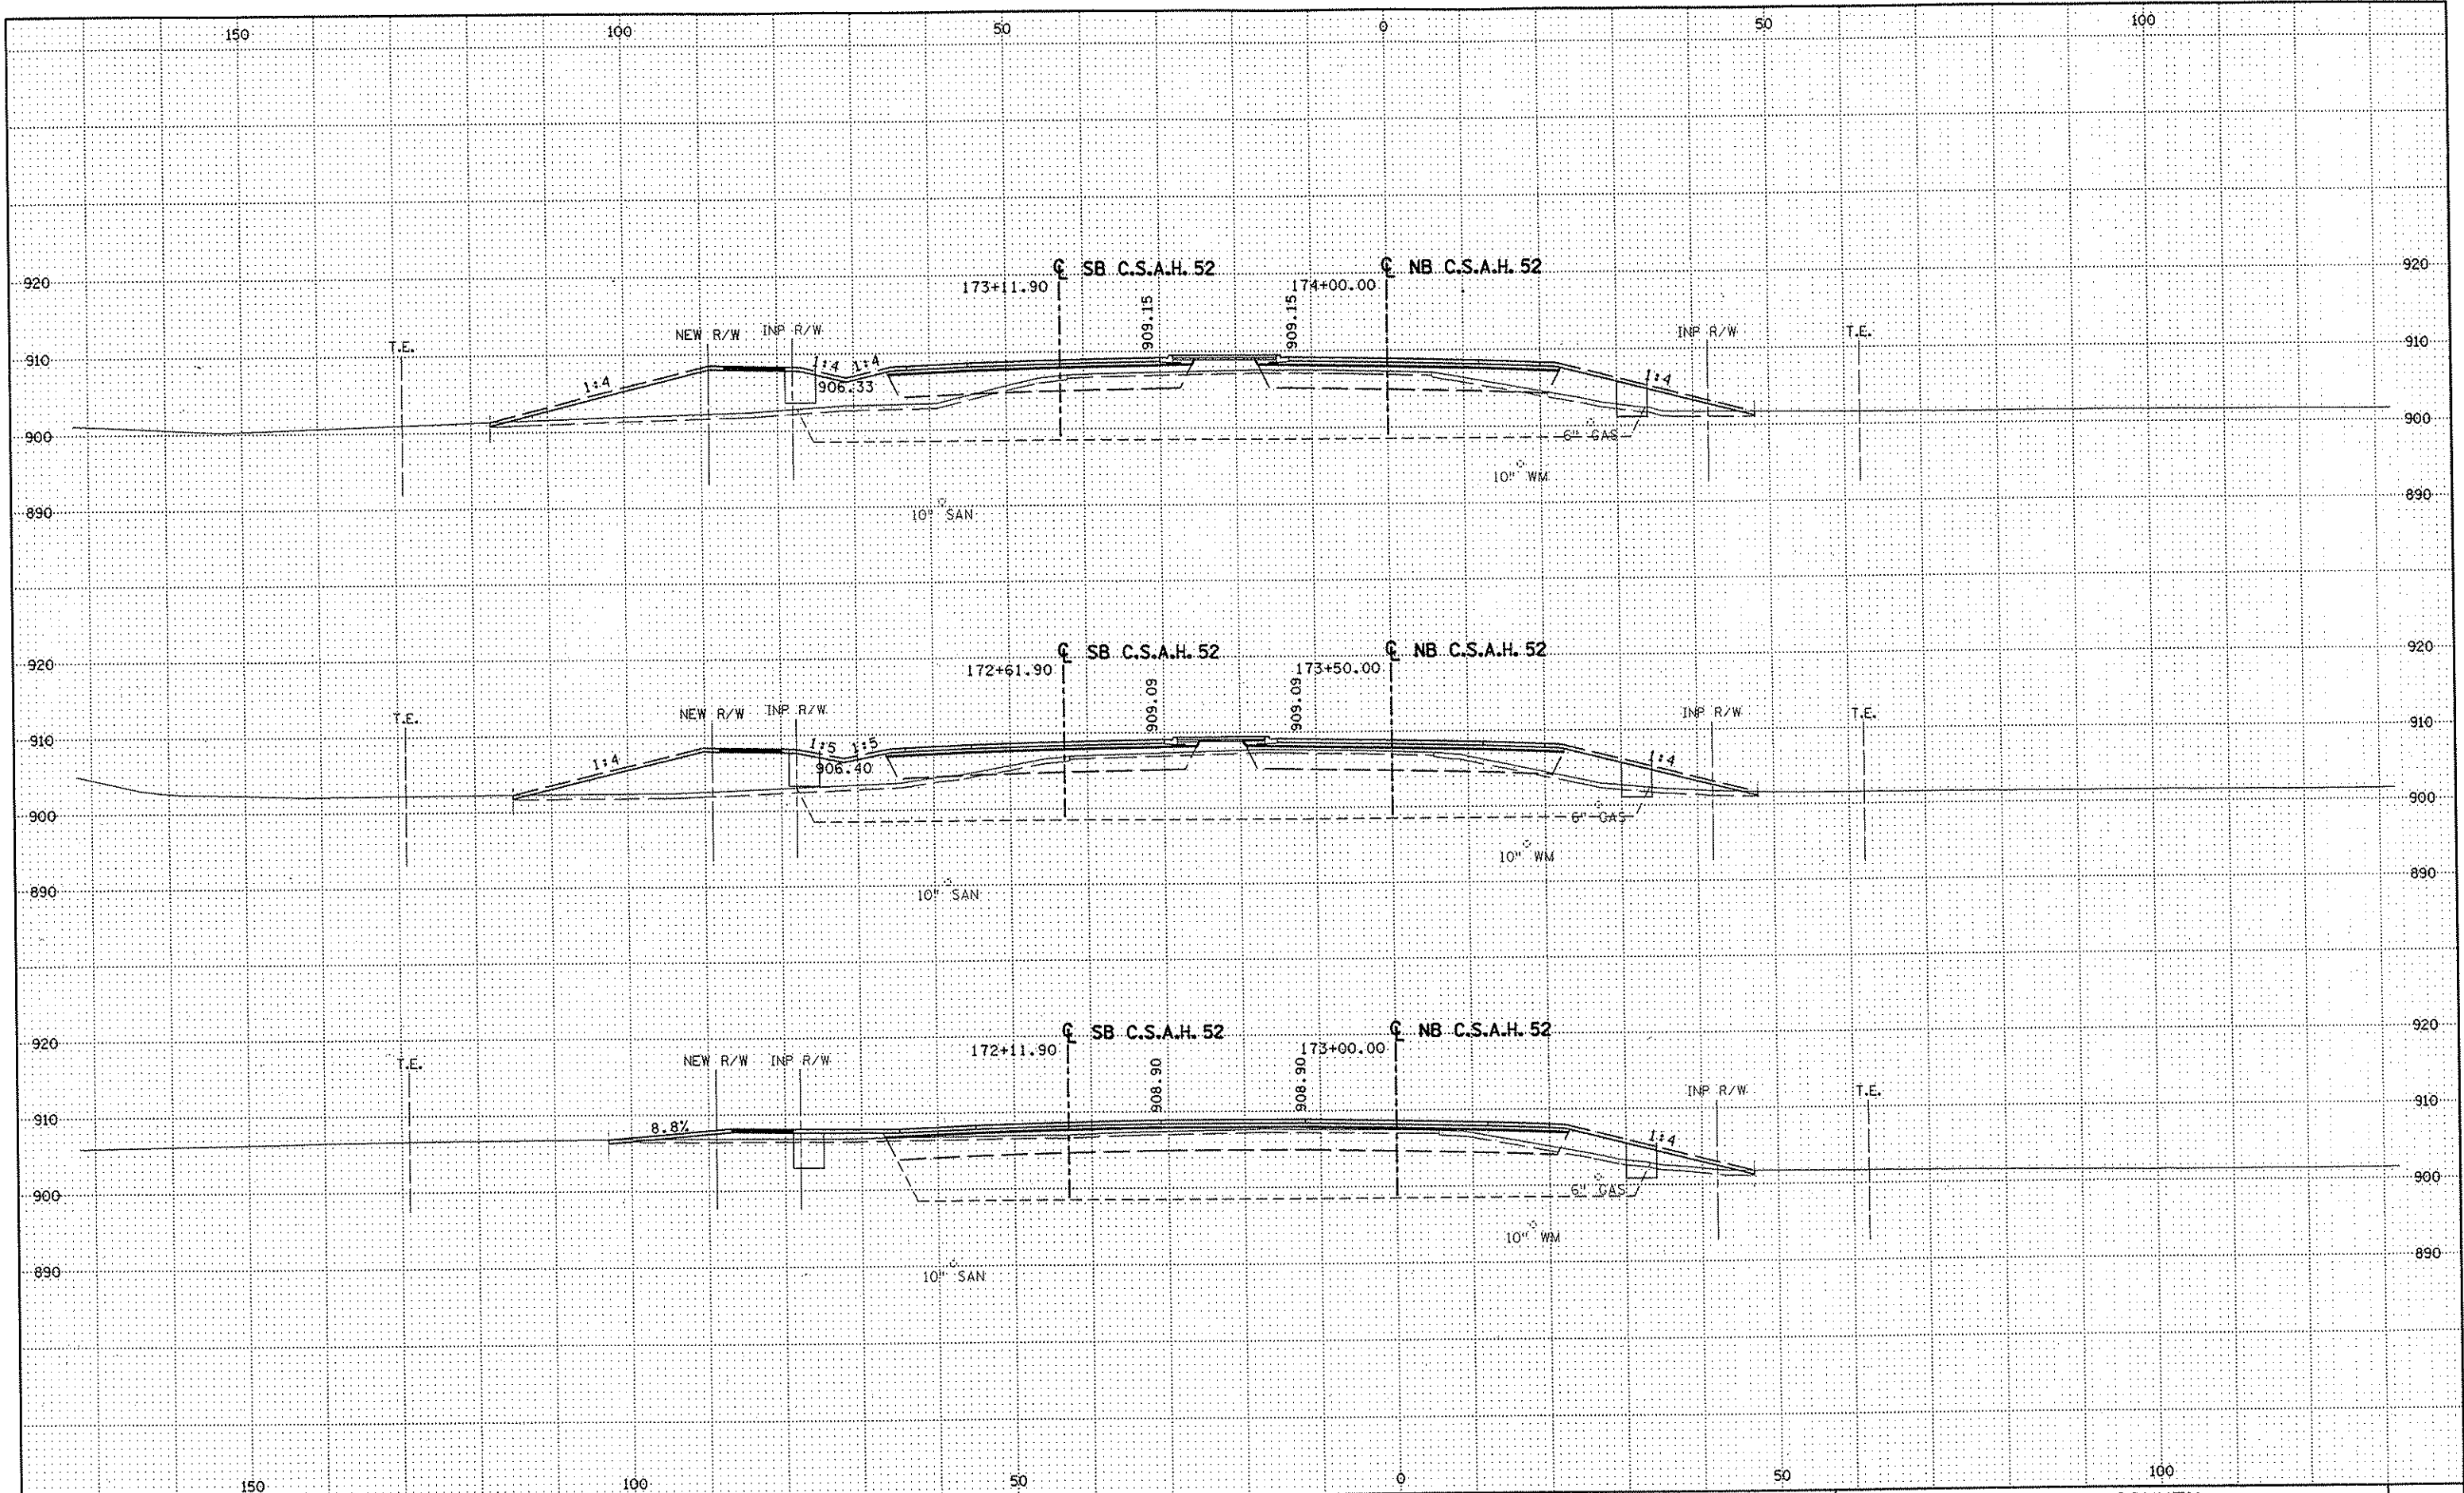 150 100 50 0 50 100
SB C.S.A.H. 52 NB C.S.A.H. 52
920 173+11.90 909.15 174+00.00 909.15 920
T.E. NEW R/W INP R/W INP R/W T.E.
910 1:4 1:4 1:4 906.33 1:4 910
900 6" GAS 900
10" WM
890 10" SAN 890
SB C.S.A.H. 52 NB C.S.A.H. 52
920 172+61.90 909.09 173+50.00 909.09 920
T.E. NEW R/W INP R/W INP R/W T.E.
910 1:4 1:5 1:5 906.40 1:4 910
900 6" GAS 900
10" WM
890 10" SAN 890
SB C.S.A.H. 52 NB C.S.A.H. 52
920 172+11.90 908.90 173+00.00 908.90 920
T.E. NEW R/W INP R/W INP R/W T.E.
910 8.8% 1:4 910
900 6" GAS 900
10" WM
890 10" SAN 890
150 100 50 0 50 100